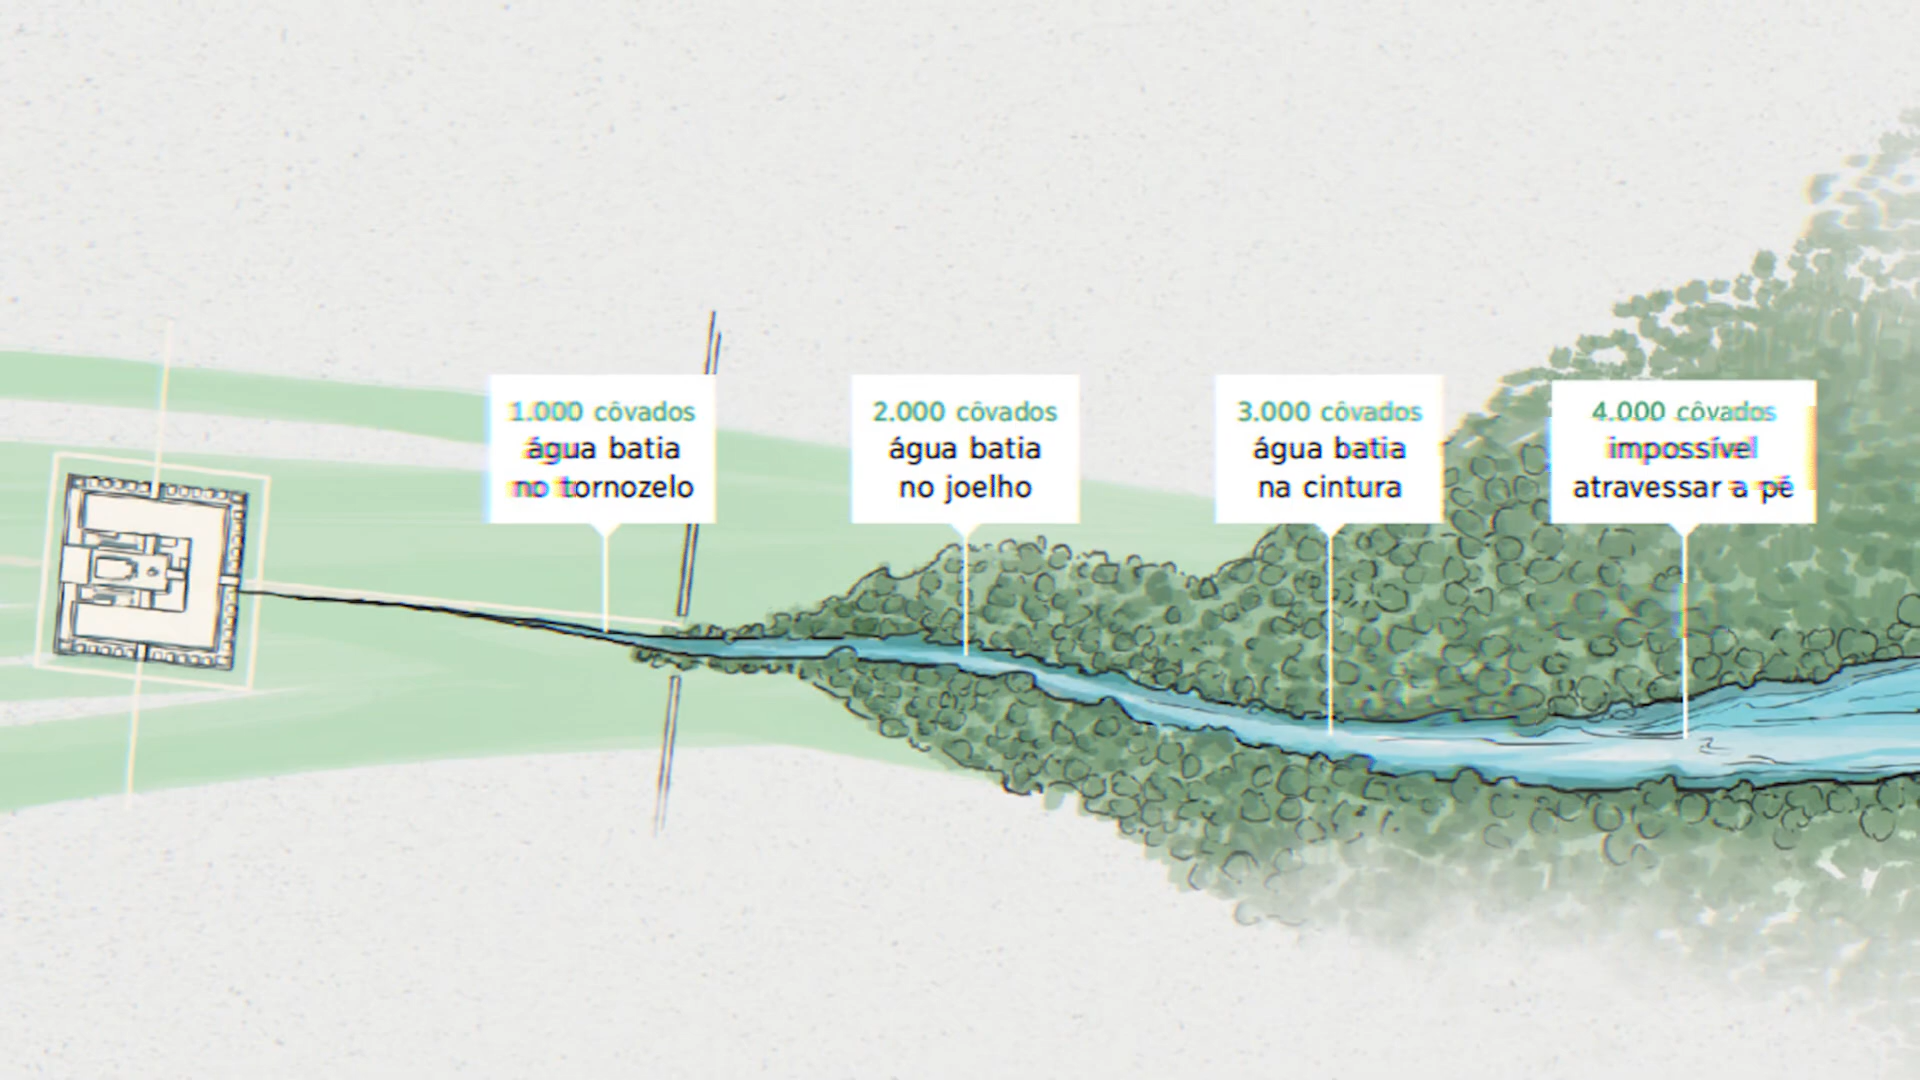 1.000 côvados
água batia
no tornozelo
2.000 côvados
água batia
no joelho
3.000 côvados
água batia
na cintura
4.000 côvados
impossível
atravessar a pé